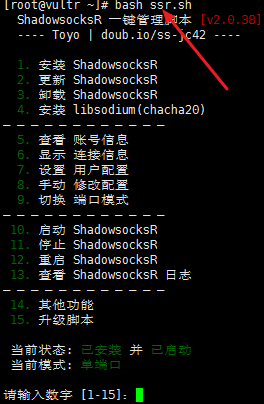 [root@vultr ~]# bash ssr.sh
ShadowsocksR 一键管理脚本 [v2.0.38]
---- Toyo | doub.io/ss-jc42 ----
1. 安装 ShadowsocksR
2. 更新 ShadowsocksR
3. 卸载 ShadowsocksR
4. 安装 libsodium(chacha20)
————————————
5. 查看 账号信息
6. 显示 连接信息
7. 设置 用户配置
8. 手动 修改配置
9. 切换 端口模式
————————————
10. 启动 ShadowsocksR
11. 停止 ShadowsocksR
12. 重启 ShadowsocksR
13. 查看 ShadowsocksR 日志
————————————
14. 其他功能
15. 升级脚本
当前状态: 已安装 并 已启动
当前模式: 单端口
请输入数字 [1-15]: